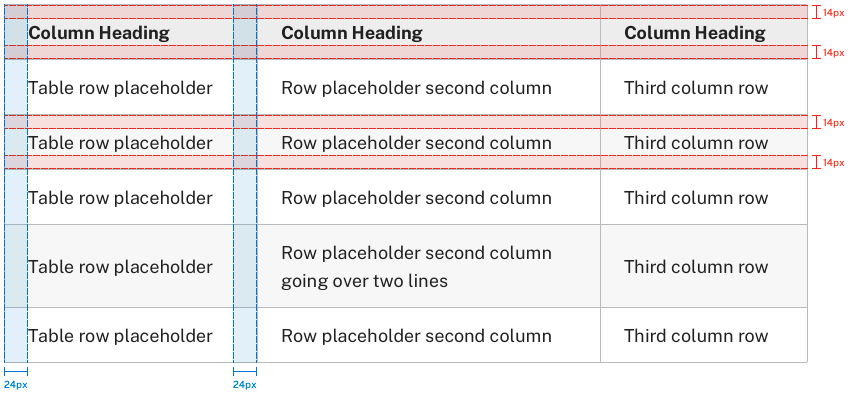 14px
Column Heading Column Heading Column Heading
14px
Table row placeholder Row placeholder second column Third column row
14px
Table row placeholder Row placeholder second column Third column row
14px
Table row placeholder Row placeholder second column Third column row
Table row placeholder Row placeholder second column going over two lines Third column row
Table row placeholder Row placeholder second column Third column row
24px 24px